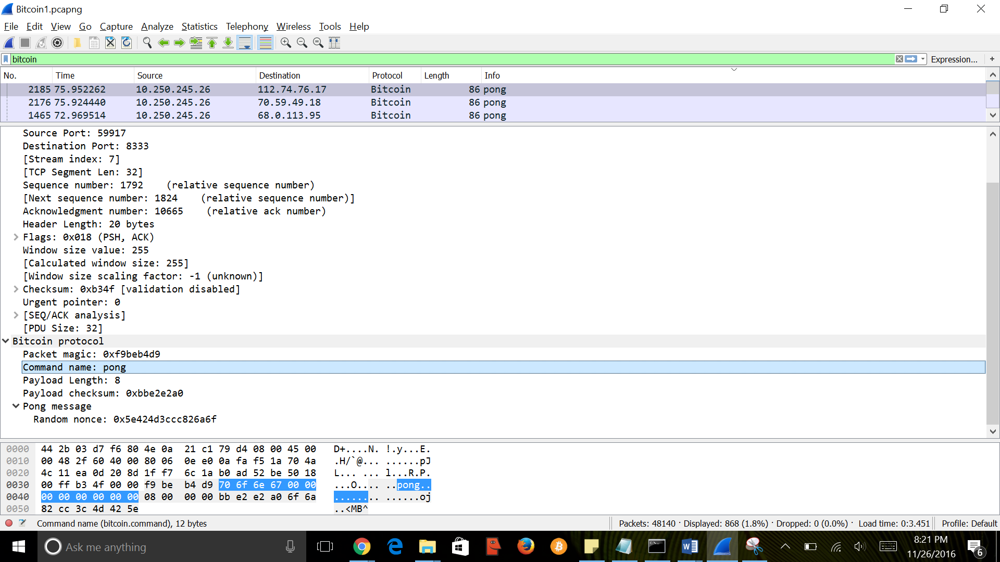 Bitcoin1.pcapng
File Edit View Go Capture Analyze Statistics Telephony Wireless Tools Help
bitcoin Expression... +
No. Time Source Destination Protocol Length Info
2185 75.952262 10.250.245.26 112.74.76.17 Bitcoin 86 pong
2176 75.924440 10.250.245.26 70.59.49.18 Bitcoin 86 pong
1465 72.969514 10.250.245.26 68.0.113.95 Bitcoin 86 pong
Source Port: 59917
Destination Port: 8333
[Stream index: 7]
[TCP Segment Len: 32]
Sequence number: 1792 (relative sequence number)
[Next sequence number: 1824 (relative sequence number)]
Acknowledgment number: 10665 (relative ack number)
Header Length: 20 bytes
Flags: 0x018 (PSH, ACK)
Window size value: 255
[Calculated window size: 255]
[Window size scaling factor: -1 (unknown)]
Checksum: 0xb34f [validation disabled]
Urgent pointer: 0
[SEQ/ACK analysis]
[PDU Size: 32]
Bitcoin protocol
Packet magic: 0xf9beb4d9
Command name: pong
Payload Length: 8
Payload checksum: 0xbbe2e2a0
Pong message
Random nonce: 0x5e424d3ccc826a6f
0000 44 2b 03 d7 f6 80 4e 0a 21 c1 79 d4 08 00 45 00 D+....N. !.y...E.
0010 00 48 2f 60 40 00 80 06 0e e0 0a fa f5 1a 70 4a .H/`@... ......pJ
0020 4c 11 ea 0d 20 8d 1f f7 6c 1a b0 ad 52 be 50 18 L... ... l...R.P.
0030 00 ff b3 4f 00 00 f9 be b4 d9 70 6f 6e 67 00 00 ...O.... ..pong..
0040 00 00 00 00 00 00 08 00 00 00 bb e2 e2 a0 6f 6a ........ ......oj
0050 82 cc 3c 4d 42 5e ..<MB^
Command name (bitcoin.command), 12 bytes Packets: 48140 · Displayed: 868 (1.8%) · Dropped: 0 (0.0%) · Load time: 0:3.451 Profile: Default
Ask me anything 8:21 PM
11/26/2016 6